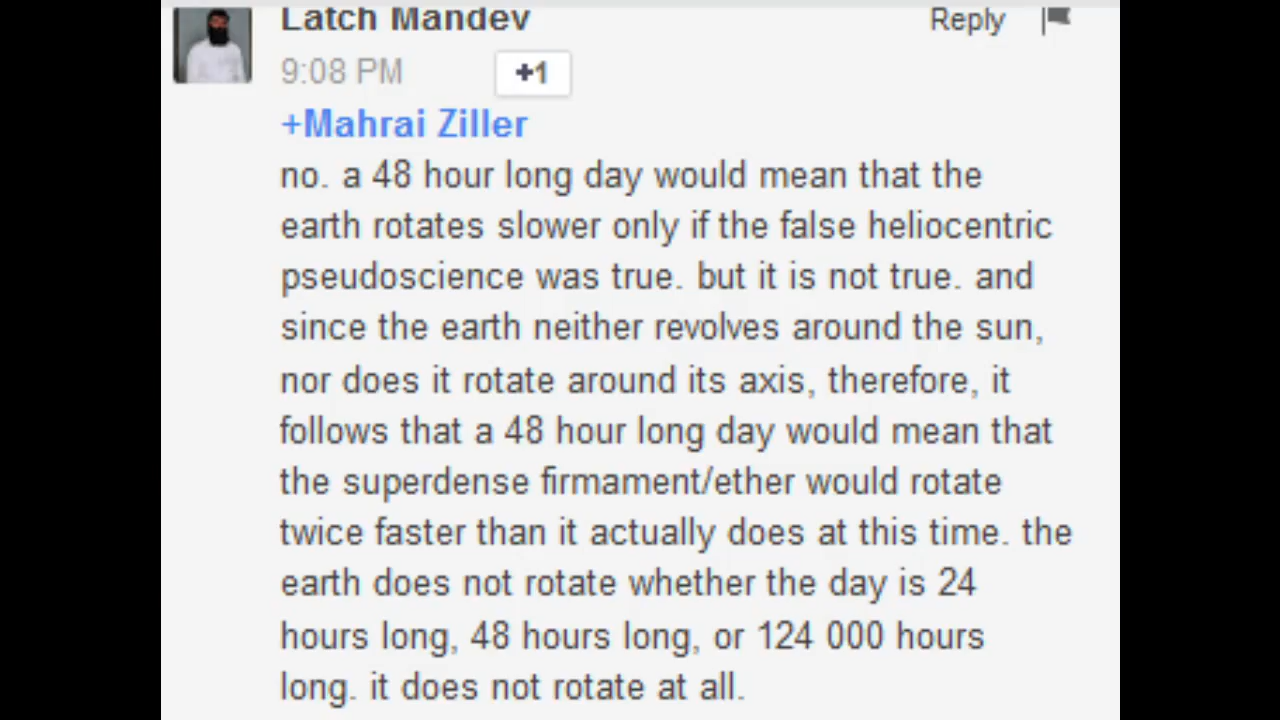 Latch Mandev
Reply
9:08 PM
+1
+Mahrai Ziller
no. a 48 hour long day would mean that the
earth rotates slower only if the false heliocentric
pseudoscience was true. but it is not true. and
since the earth neither revolves around the sun,
nor does it rotate around its axis, therefore, it
follows that a 48 hour long day would mean that
the superdense firmament/ether would rotate
twice faster than it actually does at this time. the
earth does not rotate whether the day is 24
hours long, 48 hours long, or 124 000 hours
long. it does not rotate at all.